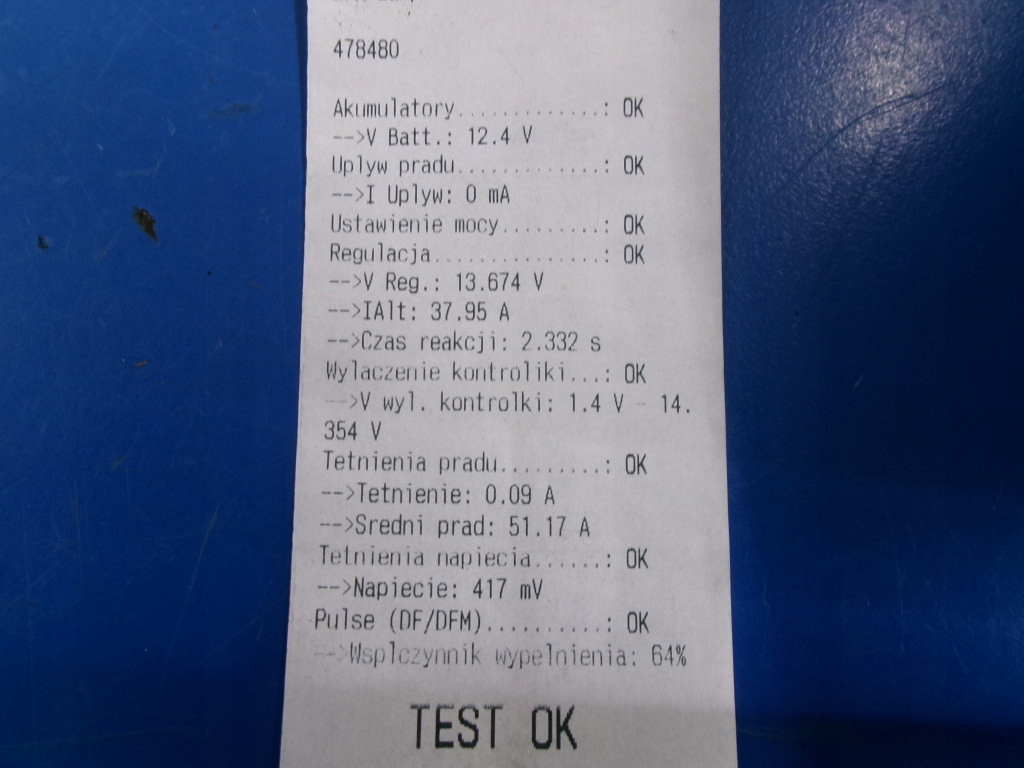 478480
Akumulatory.............: OK
-->V Batt.: 12.4 V
Uplyw pradu.............: OK
-->I Uplyw: 0 mA
Ustawienie mocy.........: OK
Regulacja...............: OK
-->V Reg.: 13.674 V
-->IAlt: 37.95 A
-->Czas reakcji: 2.332 s
Wylaczenie kontroliki...: OK
-->V wyl. kontrolki: 1.4 V - 14.
354 V
Tetnienia pradu.........: OK
-->Tetnienie: 0.09 A
-->Sredni prad: 51.17 A
Tetnienia napiecia......: OK
-->Napiecie: 417 mV
Pulse (DF/DFM)..........: OK
-->Wsplczynnik wypelnienia: 64%
TEST OK